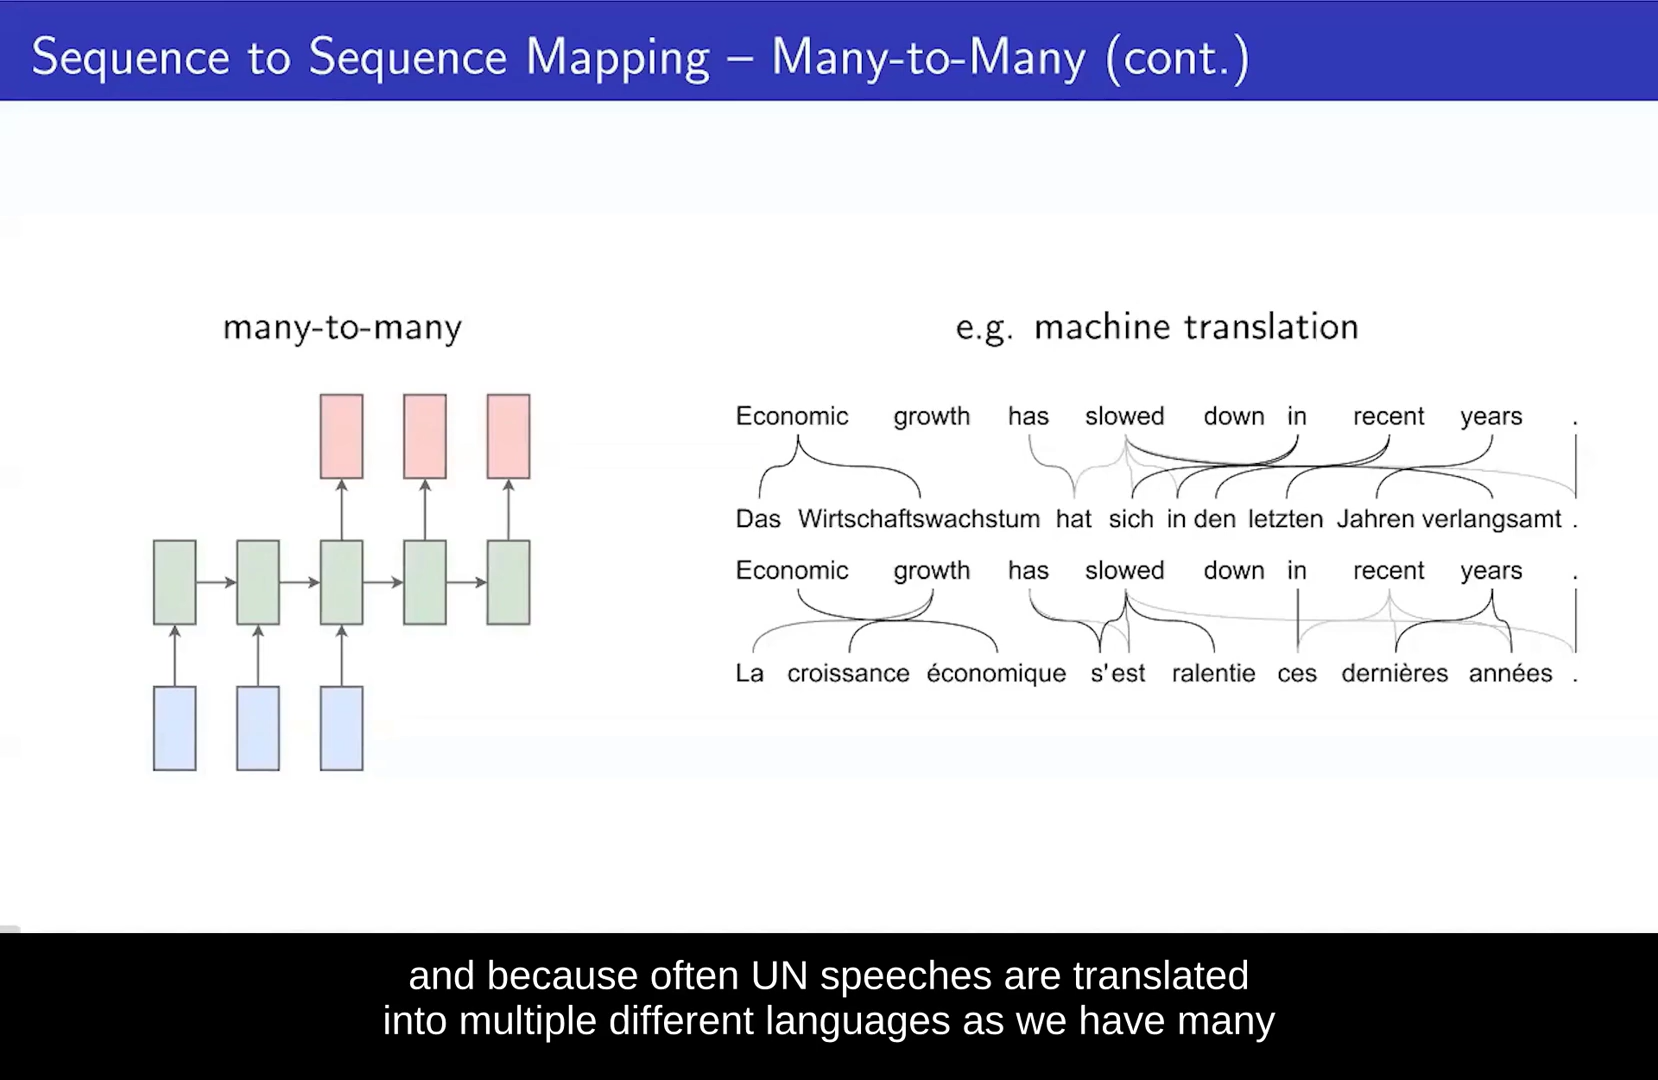 Sequence to Sequence Mapping – Many-to-Many (cont.)
many-to-many
e.g. machine translation
Economic growth has slowed down in recent years .
Das Wirtschaftswachstum hat sich in den letzten Jahren verlangsamt .
Economic growth has slowed down in recent years .
La croissance économique s'est ralentie ces dernières années .
and because often UN speeches are translated
into multiple different languages as we have many